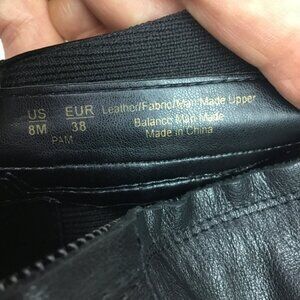 US EUR Leather/Fabric/Man Made Upper
8M 38 Balance Man Made
PAM Made in China